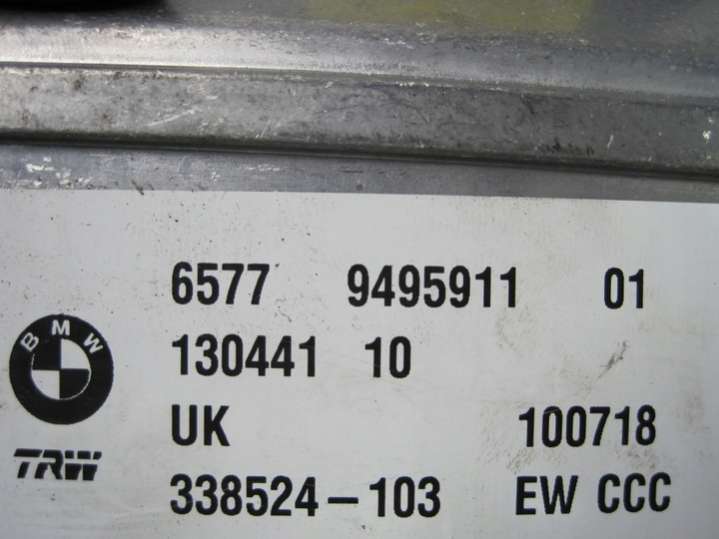 6577 9495911 01
BMW
130441 10
UK 100718
TRW
338524-103 EW CCC